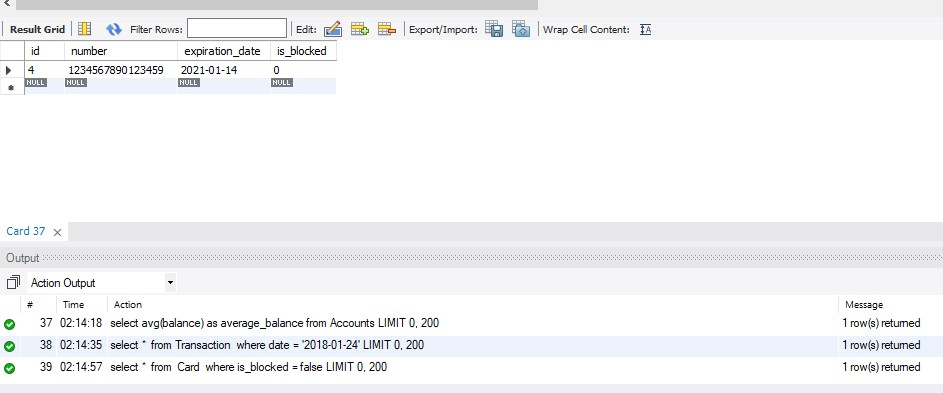 Result Grid Filter Rows: Edit: Export/Import: Wrap Cell Content: IA
id number expiration_date is_blocked
4 1234567890123459 2021-01-14 0
NULL NULL NULL NULL
Card 37 ×
Output
Action Output
# Time Action Message
37 02:14:18 select avg(balance) as average_balance from Accounts LIMIT 0, 200 1 row(s) returned
38 02:14:35 select * from Transaction where date = '2018-01-24' LIMIT 0, 200 1 row(s) returned
39 02:14:57 select * from Card where is_blocked = false LIMIT 0, 200 1 row(s) returned